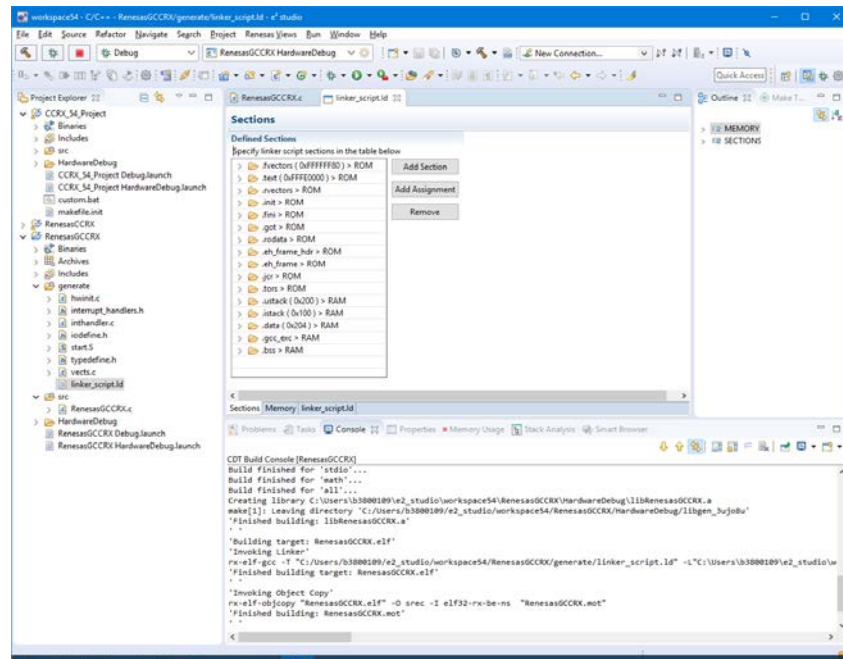 workspace54 - C/C++ - RenesasGCCRX/generate/linker_script.ld - e² studio
File Edit Source Refactor Navigate Search Project Renesas Views Run Window Help
Debug RenesasGCCRX HardwareDebug New Connection...
Quick Access
Project Explorer
CCRX_54_Project
Binaries
Includes
src
HardwareDebug
CCRX_54_Project Debug.launch
CCRX_54_Project HardwareDebug.launch
custom.bat
makefile.init
RenesasCCRX
RenesasGCCRX
Binaries
Archives
Includes
generate
hwinit.c
interrupt_handlers.h
inthandler.c
iodefine.h
start.S
typedefine.h
vects.c
linker_script.ld
src
RenesasGCCRX.c
HardwareDebug
RenesasGCCRX Debug.launch
RenesasGCCRX HardwareDebug.launch
RenesasGCCRX.c linker_script.ld
Sections
Defined Sections
Specify linker script sections in the table below
.fvectors ( 0xFFFFFF80 ) > ROM
.text ( 0xFFFE0000 ) > ROM
.rvectors > ROM
.init > ROM
.fini > ROM
.got > ROM
.rodata > ROM
.eh_frame_hdr > ROM
.eh_frame > ROM
.jcr > ROM
.tors > ROM
.ustack ( 0x200 ) > RAM
.istack ( 0x100 ) > RAM
.data ( 0x204 ) > RAM
.gcc_exc > RAM
.bss > RAM
Add Section
Add Assignment
Remove
Sections Memory linker_script.ld
Outline Make T...
MEMORY
SECTIONS
Problems Tasks Console Properties Memory Usage Stack Analysis Smart Browser
CDT Build Console [RenesasGCCRX]
Build finished for 'stdio'...
Build finished for 'math'...
Build finished for 'all'...
Creating library C:\Users\b3800109\e2_studio\workspace54\RenesasGCCRX\HardwareDebug\libRenesasGCCRX.a
make[1]: Leaving directory 'C:/Users/b3800109/e2_studio/workspace54/RenesasGCCRX/HardwareDebug/libgen_3ujo8u'
'Finished building: libRenesasGCCRX.a'
' '
'Building target: RenesasGCCRX.elf'
'Invoking Linker'
rx-elf-gcc -T "C:/Users/b3800109/e2_studio/workspace54/RenesasGCCRX/generate/linker_script.ld" -L"C:\Users\b3800109\e2_studio\w
'Finished building target: RenesasGCCRX.elf'
' '
'Invoking Object Copy'
rx-elf-objcopy "RenesasGCCRX.elf" -O srec -I elf32-rx-be-ns "RenesasGCCRX.mot"
'Finished building: RenesasGCCRX.mot'
' '